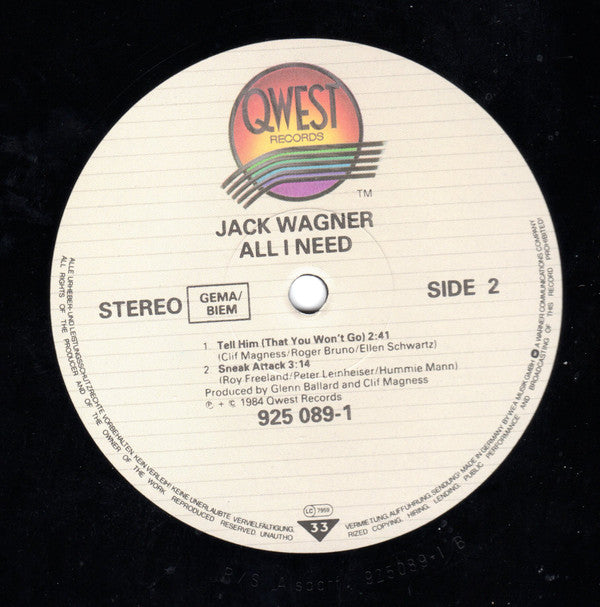 QWEST
RECORDS
TM
JACK WAGNER
ALL I NEED
STEREO
GEMA/
BIEM
SIDE 2
1. Tell Him (That You Won't Go) 2:41
(Clif Magness/Roger Bruno/Ellen Schwartz)
2 Sneak Attack 3:14
(Roy Freeland/Peter Leinheiser/Hummie Mann)
Produced by Glenn Ballard and Clif Magness
℗ + © 1984 Qwest Records
925 089-1
ALLE URHEBER- UND LEISTUNGSSCHUTZRECHTE VORBEHALTEN. KEIN VERLEIH! KEINE UNERLAUBTE VERVIELFÄLTIGUNG, VERMIETUNG, AUFFÜHRUNG, SENDUNG! MADE IN GERMANY. BY WEA MUSIK GMBH A WARNER COMMUNICATIONS COMPANY
ALL RIGHTS OF THE PRODUCER AND OF THE OWNER OF THE WORK REPRODUCED RESERVED. UNAUTHORIZED COPYING, HIRING, LENDING, PUBLIC PERFORMANCE AND BROADCASTING OF THIS RECORD PROHIBITED!
LC 7958
33
925089-1